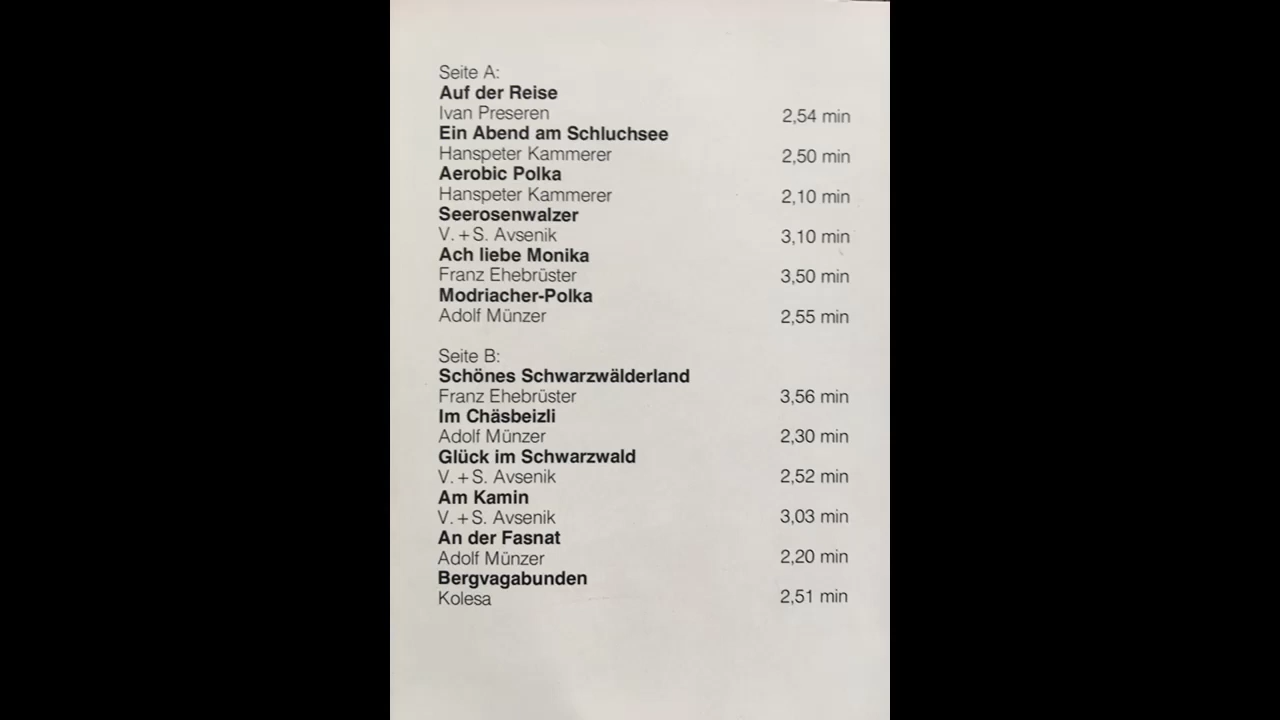 Seite A:
Auf der Reise
Ivan Preseren 2,54 min
Ein Abend am Schluchsee
Hanspeter Kammerer 2,50 min
Aerobic Polka
Hanspeter Kammerer 2,10 min
Seerosenwalzer
V. + S. Avsenik 3,10 min
Ach liebe Monika
Franz Ehebrüster 3,50 min
Modriacher-Polka
Adolf Münzer 2,55 min
Seite B:
Schönes Schwarzwälderland
Franz Ehebrüster 3,56 min
Im Chäsbeizli
Adolf Münzer 2,30 min
Glück im Schwarzwald
V. + S. Avsenik 2,52 min
Am Kamin
V. + S. Avsenik 3,03 min
An der Fasnat
Adolf Münzer 2,20 min
Bergvagabunden
Kolesa 2,51 min